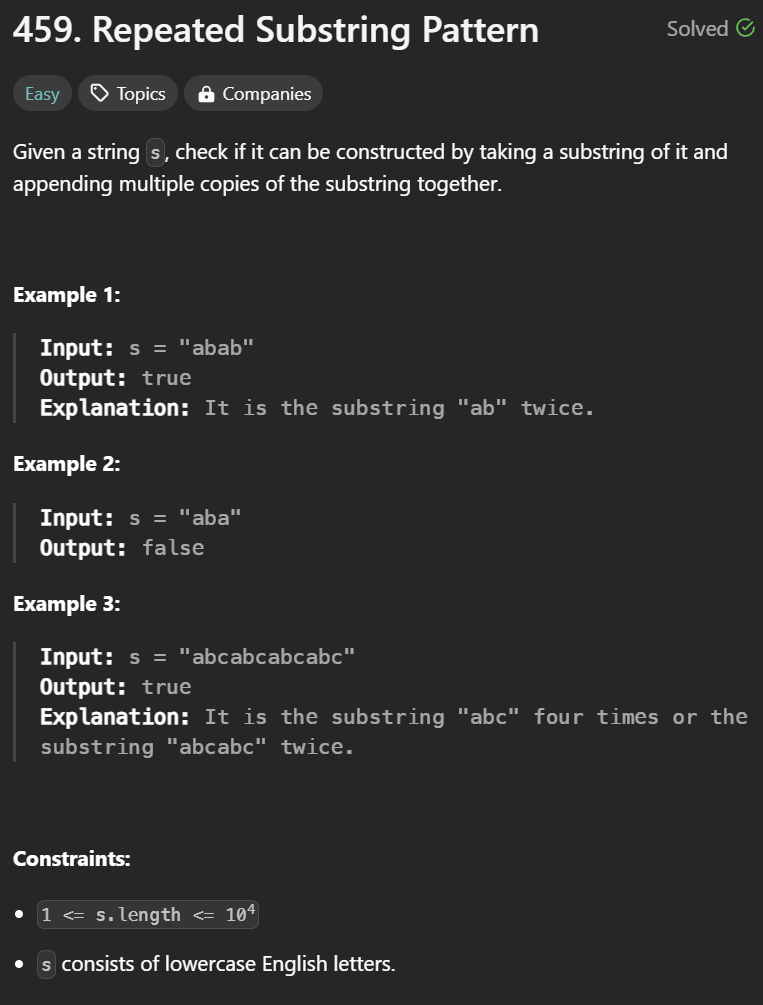 459. Repeated Substring Pattern
Solved
Easy
Topics
Companies
Given a string s, check if it can be constructed by taking a substring of it and
appending multiple copies of the substring together.
Example 1:
Input: s = "abab"
Output: true
Explanation: It is the substring "ab" twice.
Example 2:
Input: s = "aba"
Output: false
Example 3:
Input: s = "abcabcabcabc"
Output: true
Explanation: It is the substring "abc" four times or the
substring "abcabc" twice.
Constraints:
• 1 <= s.length <= 10⁴
• s consists of lowercase English letters.